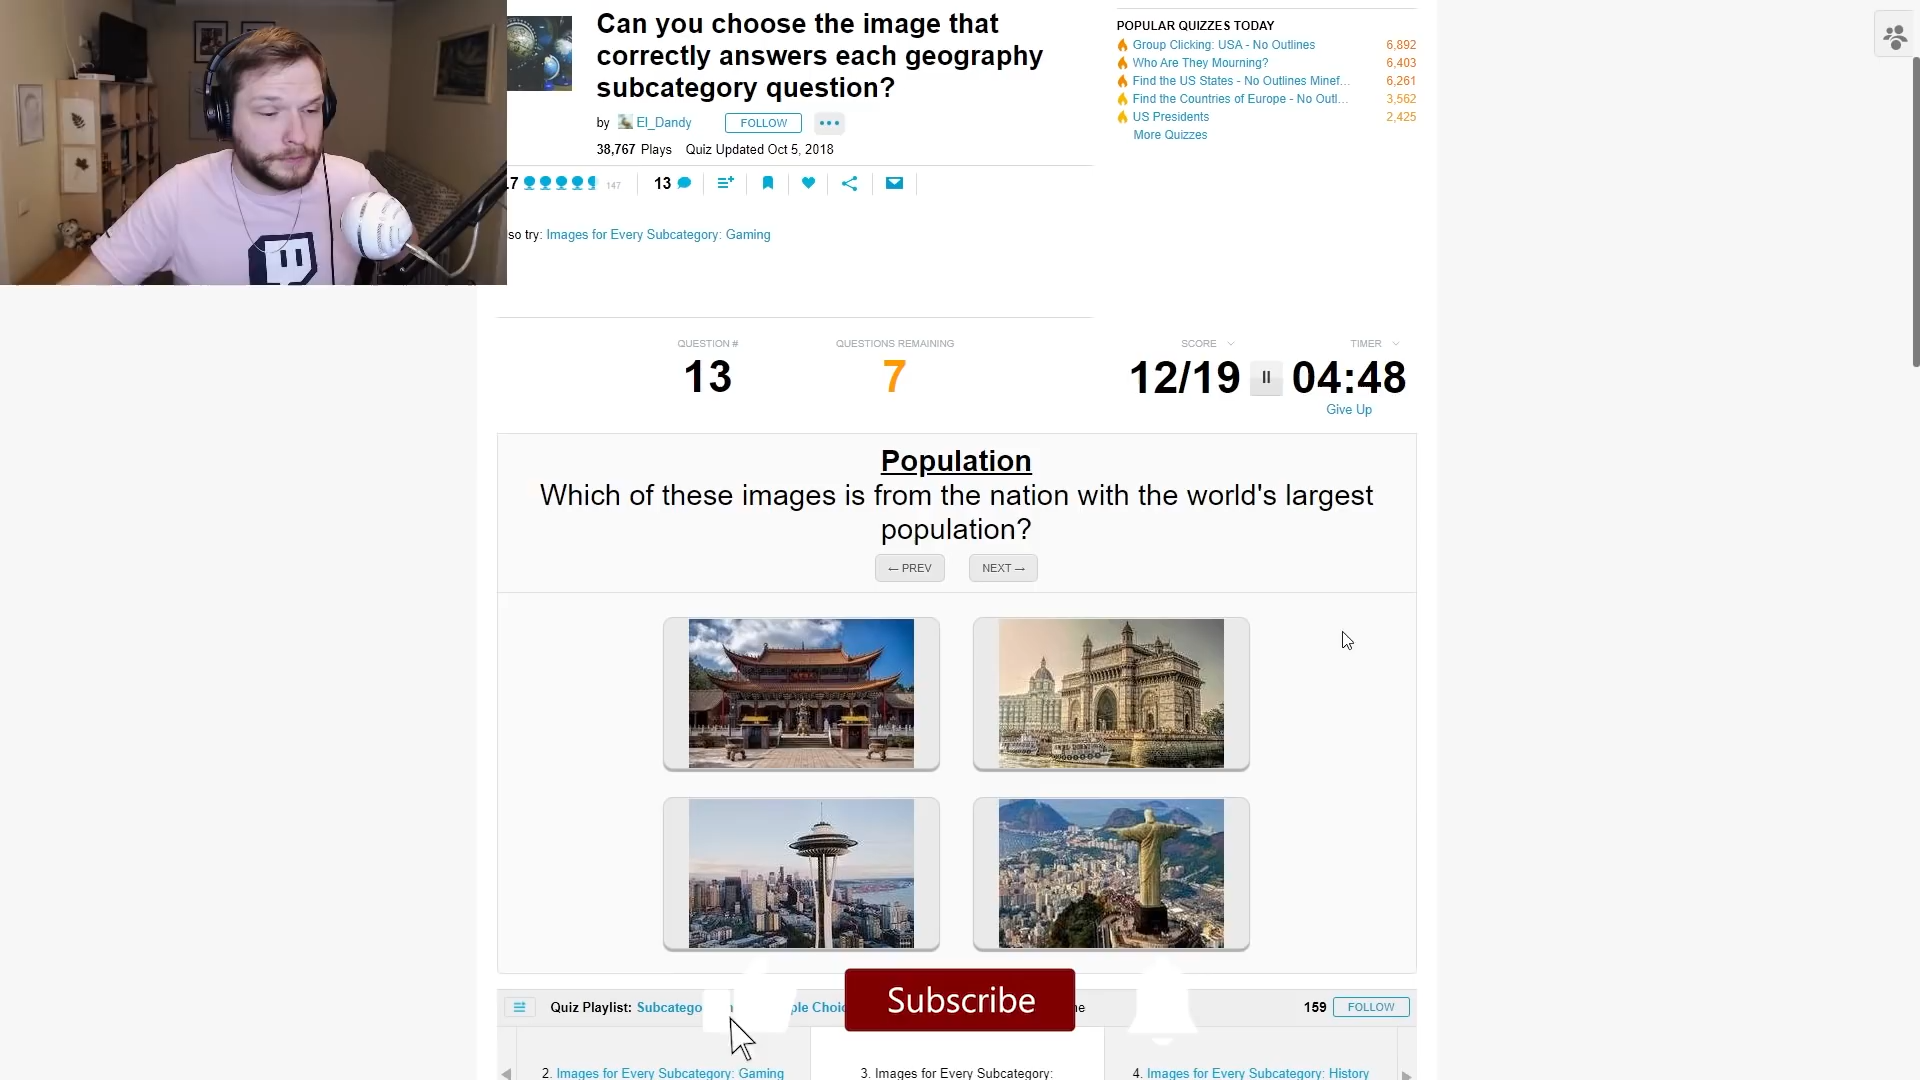 Can you choose the image that
correctly answers each geography
subcategory question?
by El_Dandy FOLLOW
38,767 Plays Quiz Updated Oct 5, 2018
.7 147 13
so try: Images for Every Subcategory: Gaming
POPULAR QUIZZES TODAY
Group Clicking: USA - No Outlines 6,892
Who Are They Mourning? 6,403
Find the US States - No Outlines Minef... 6,261
Find the Countries of Europe - No Outl... 3,562
US Presidents 2,425
More Quizzes
QUESTION # QUESTIONS REMAINING SCORE TIMER
13 7 12/19 04:48
Give Up
Population
Which of these images is from the nation with the world's largest
population?
← PREV NEXT →
Quiz Playlist: Subcatego ple Choic 159 FOLLOW
Subscribe
2. Images for Every Subcategory: Gaming 3. Images for Every Subcategory: 4. Images for Every Subcategory: History